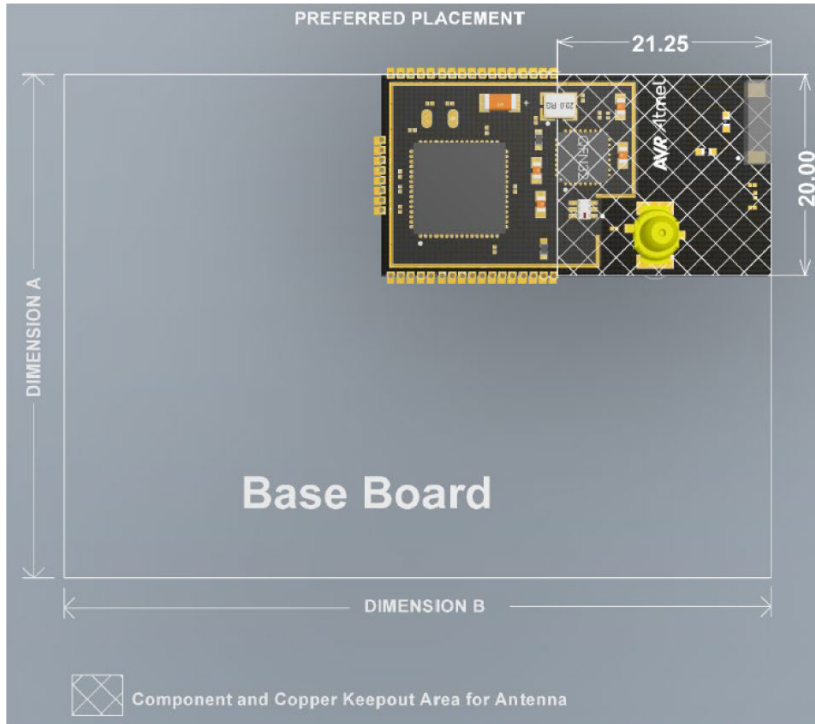 PREFERRED PLACEMENT
21.25
AVR Atmel
20.00
DIMENSION A
Base Board
DIMENSION B
Component and Copper Keepout Area for Antenna